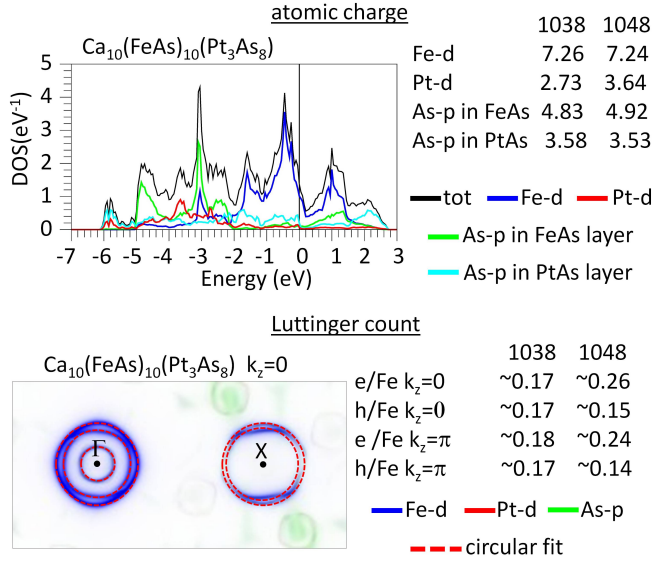 atomic charge
1038 1048
Fe-d 7.26 7.24
Pt-d 2.73 3.64
As-p in FeAs 4.83 4.92
As-p in PtAs 3.58 3.53
Ca10(FeAs)10(Pt3As8)
DOS(eV-1)
5
4
3
2
1
0
-7 -6 -5 -4 -3 -2 -1 0 1 2 3
Energy (eV)
tot Fe-d Pt-d
As-p in FeAs layer
As-p in PtAs layer
Luttinger count
Ca10(FeAs)10(Pt3As8) kz=0
Γ
X
1038 1048
e/Fe kz=0 ~0.17 ~0.26
h/Fe kz=0 ~0.17 ~0.15
e /Fe kz=π ~0.18 ~0.24
h/Fe kz=π ~0.17 ~0.14
Fe-d Pt-d As-p
circular fit